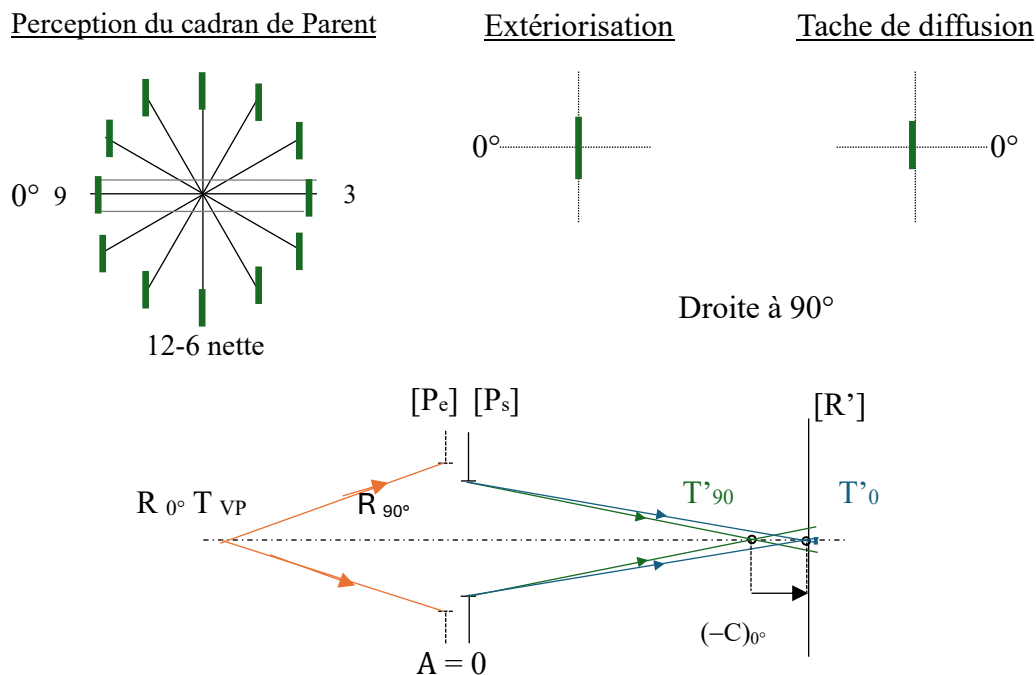 Perception du cadran de Parent
Extériorisation
Tache de diffusion
0° 9
3
12-6 nette
0°
0°
Droite à 90°
[Pe] [Ps]
[R’]
R 0° T VP
R 90°
T’90
T’0
(–C)0°
A = 0